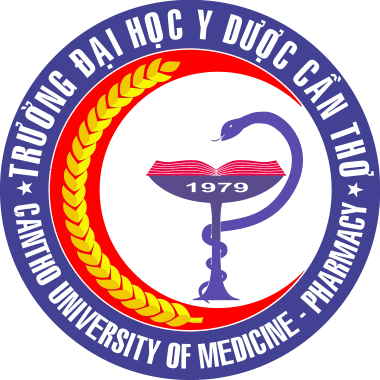 TRƯỜNG ĐẠI HỌC Y DƯỢC CẦN THƠ
1979
CANTHO UNIVERSITY OF MEDICINE - PHARMACY